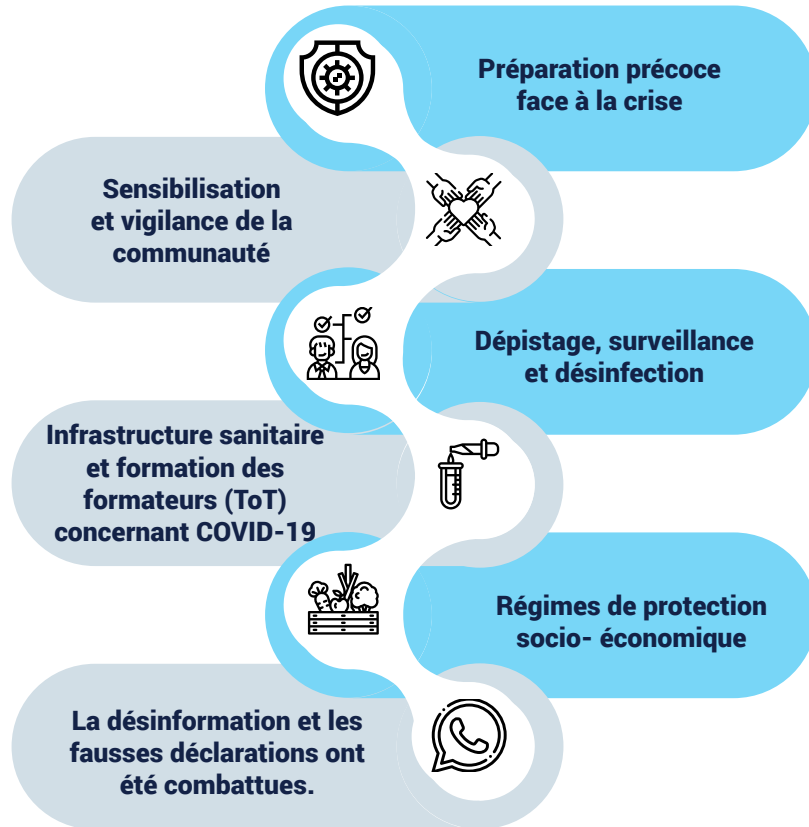 Préparation précoce
face à la crise
Sensibilisation
et vigilance de la
communauté
Dépistage, surveillance
et désinfection
Infrastructure sanitaire
et formation des
formateurs (ToT)
concernant COVID-19
Régimes de protection
socio- économique
La désinformation et les
fausses déclarations ont
été combattues.